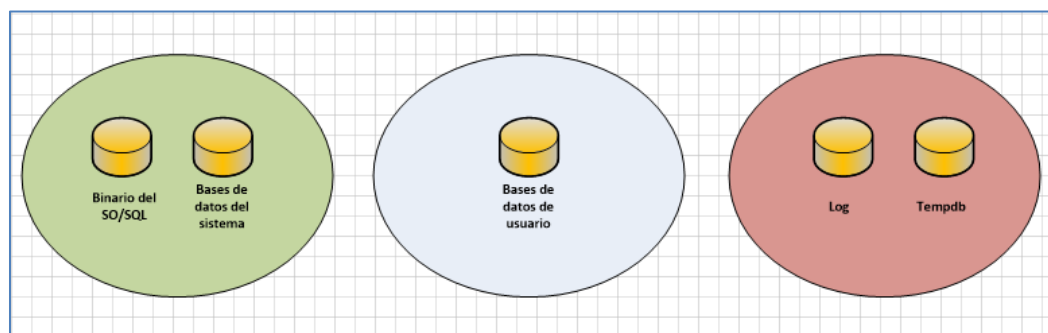 Binario del
SO/SQL
Bases de
datos del
sistema
Bases de
datos de
usuario
Log
Tempdb